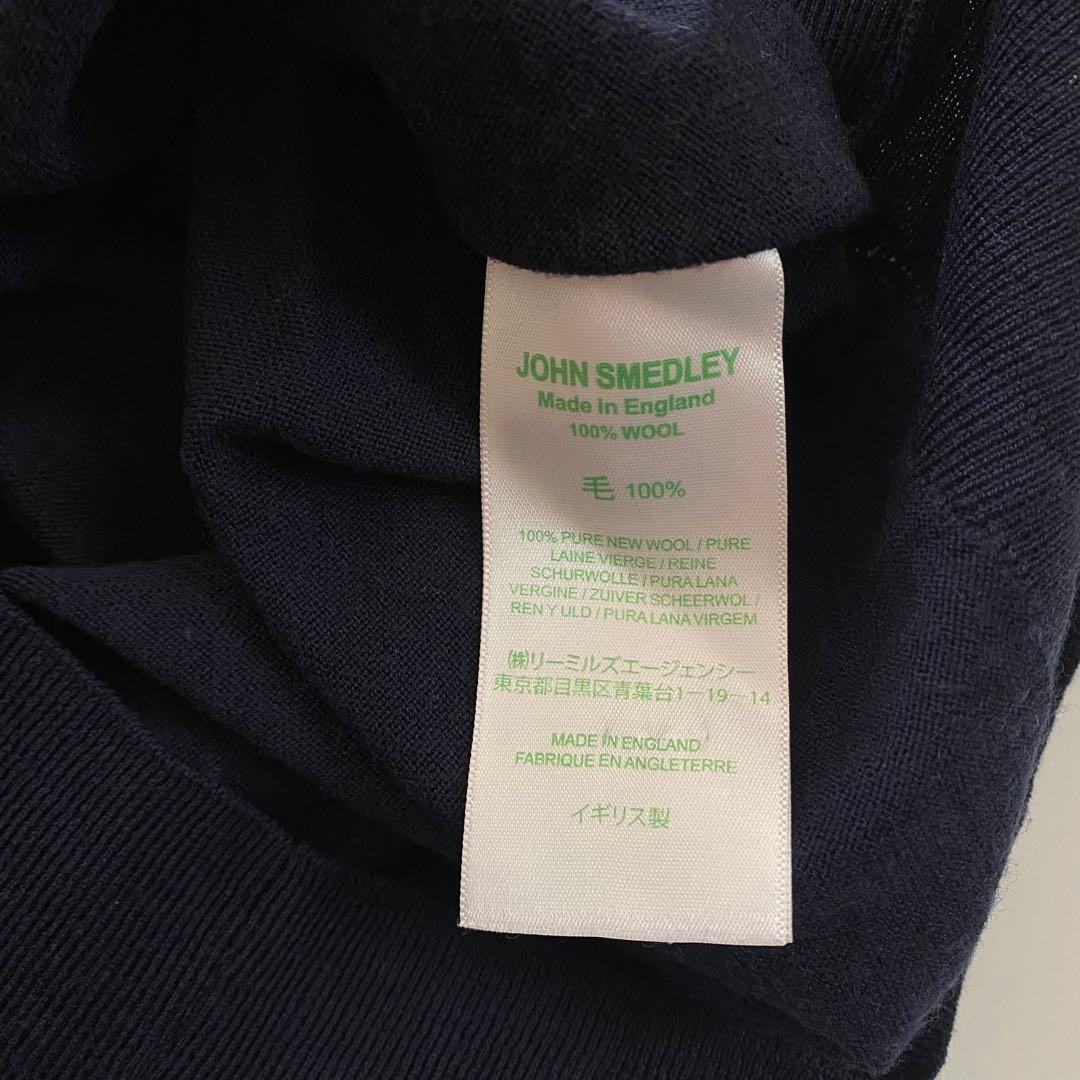 JOHN SMEDLEY
Made in England
100% WOOL
毛 100%
100% PURE NEW WOOL / PURE
LAINE VIERGE / REINE
SCHURWOLLE / PURA LANA
VERGINE / ZUIVER SCHEERWOL /
REN Y ULD / PURA LANA VIRGEM
㈱リーミルズエージェンシー
東京都目黒区青葉台1-19-14
MADE IN ENGLAND
FABRIQUE EN ANGLETERRE
イギリス製